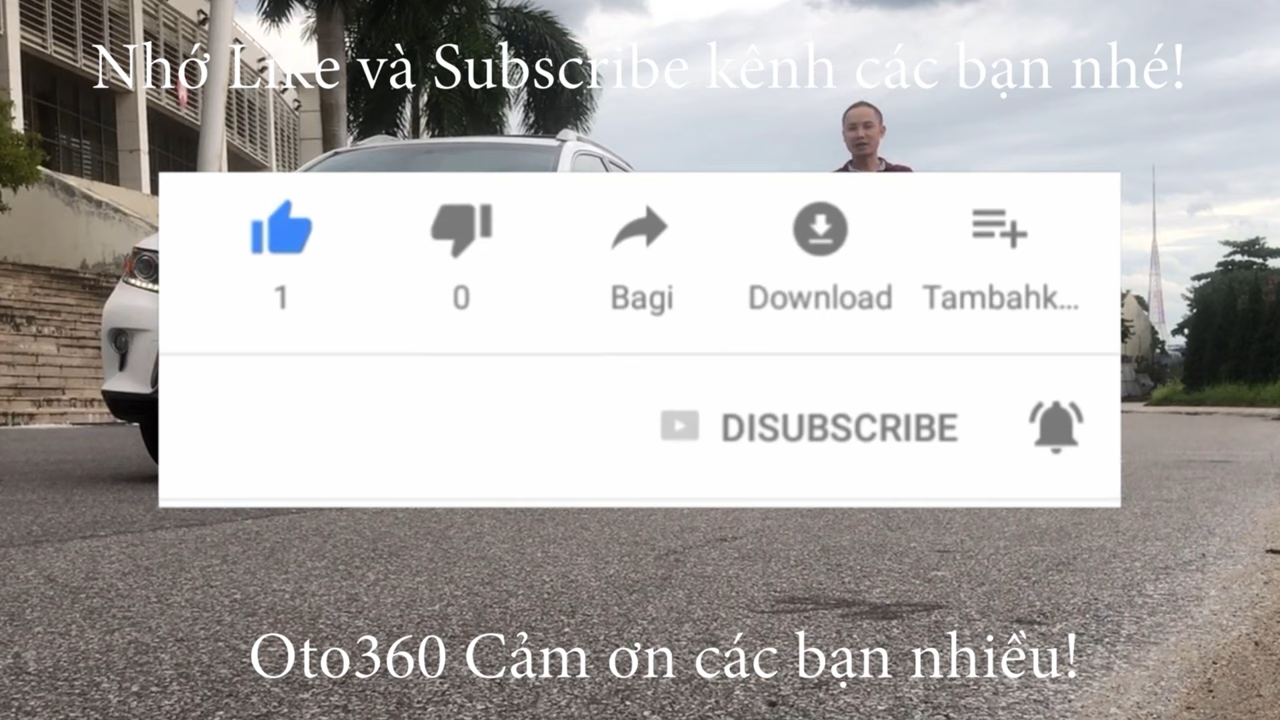 Nhớ Like và Subscribe kênh các bạn nhé!
1 0 Bagi Download Tambahk...
DISUBSCRIBE
Oto360 Cảm ơn các bạn nhiều!